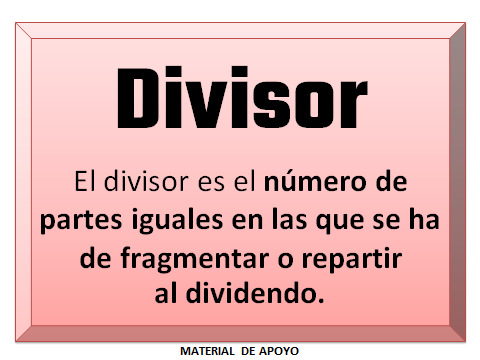 Divisor
El divisor es el número de
partes iguales en las que se ha
de fragmentar o repartir
al dividendo.
MATERIAL DE APOYO